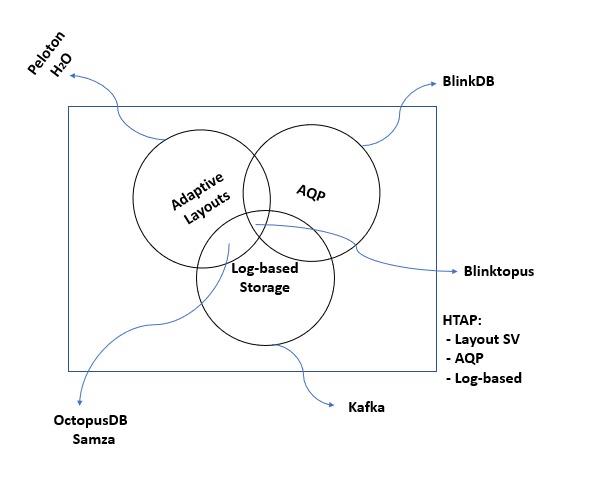 Peloton
H2O
BlinkDB
Adaptive
Layouts
AQP
Log-based
Storage
Blinktopus
HTAP:
- Layout SV
- AQP
- Log-based
Kafka
OctopusDB
Samza